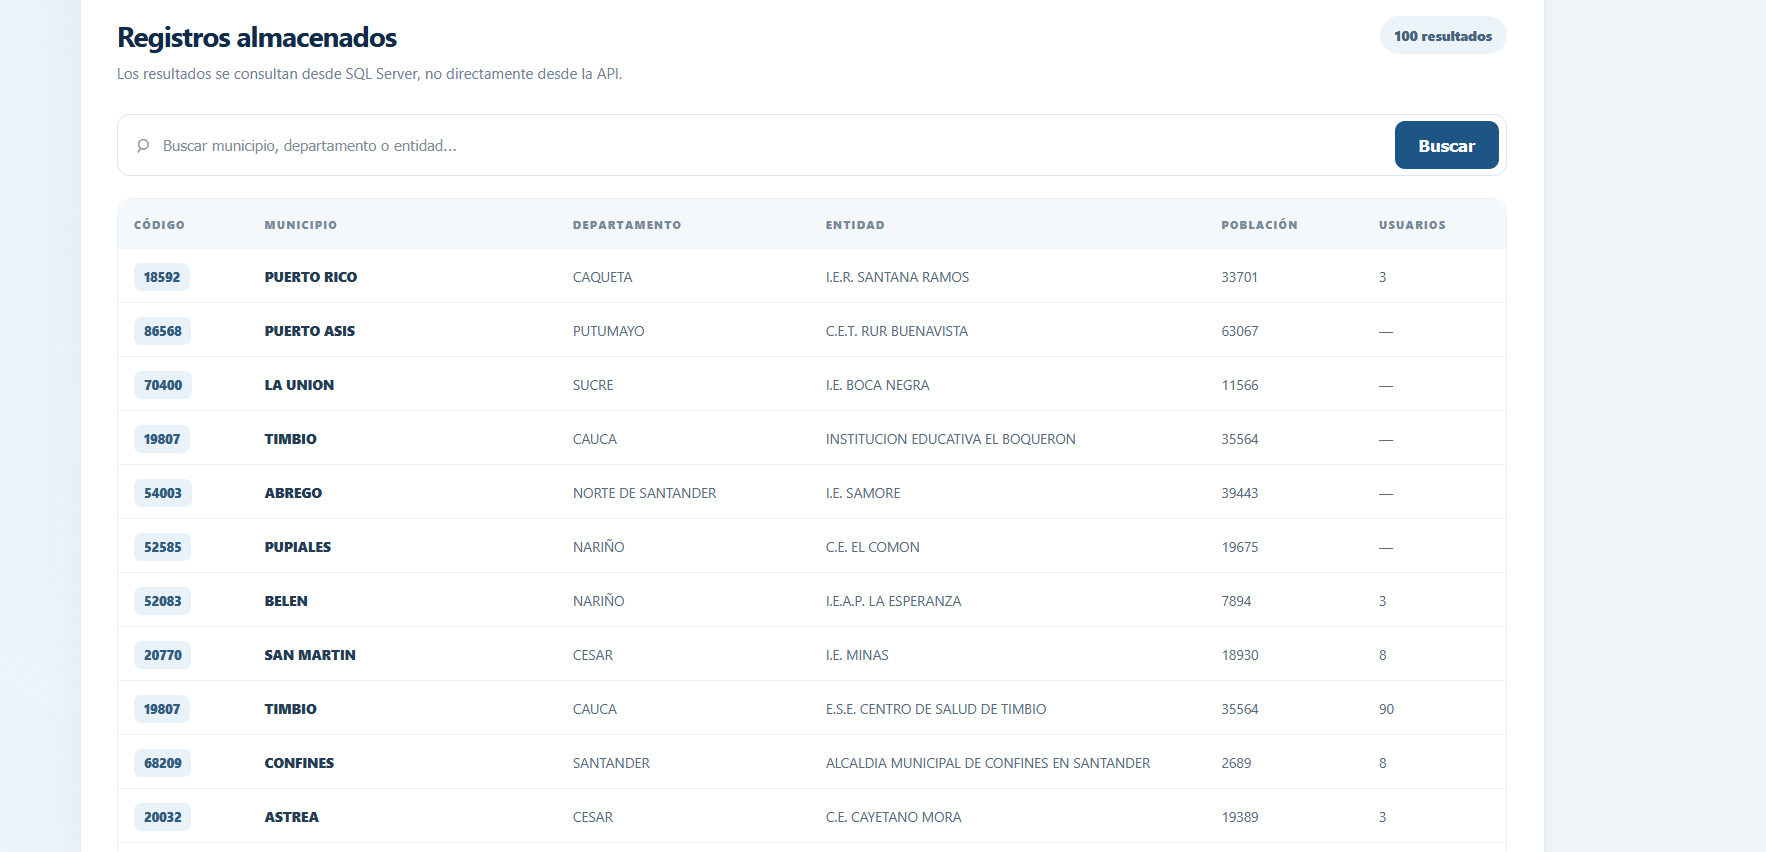 Registros almacenados
100 resultados
Los resultados se consultan desde SQL Server, no directamente desde la API.
Buscar municipio, departamento o entidad...
Buscar
CÓDIGO MUNICIPIO DEPARTAMENTO ENTIDAD POBLACIÓN USUARIOS
18592 PUERTO RICO CAQUETA I.E.R. SANTANA RAMOS 33701 3
86568 PUERTO ASIS PUTUMAYO C.E.T. RUR BUENAVISTA 63067 —
70400 LA UNION SUCRE I.E. BOCA NEGRA 11566 —
19807 TIMBIO CAUCA INSTITUCION EDUCATIVA EL BOQUERON 35564 —
54003 ABREGO NORTE DE SANTANDER I.E. SAMORE 39443 —
52585 PUPIALES NARIÑO C.E. EL COMON 19675 —
52083 BELEN NARIÑO I.E.A.P. LA ESPERANZA 7894 3
20770 SAN MARTIN CESAR I.E. MINAS 18930 8
19807 TIMBIO CAUCA E.S.E. CENTRO DE SALUD DE TIMBIO 35564 90
68209 CONFINES SANTANDER ALCALDIA MUNICIPAL DE CONFINES EN SANTANDER 2689 8
20032 ASTREA CESAR C.E. CAYETANO MORA 19389 3